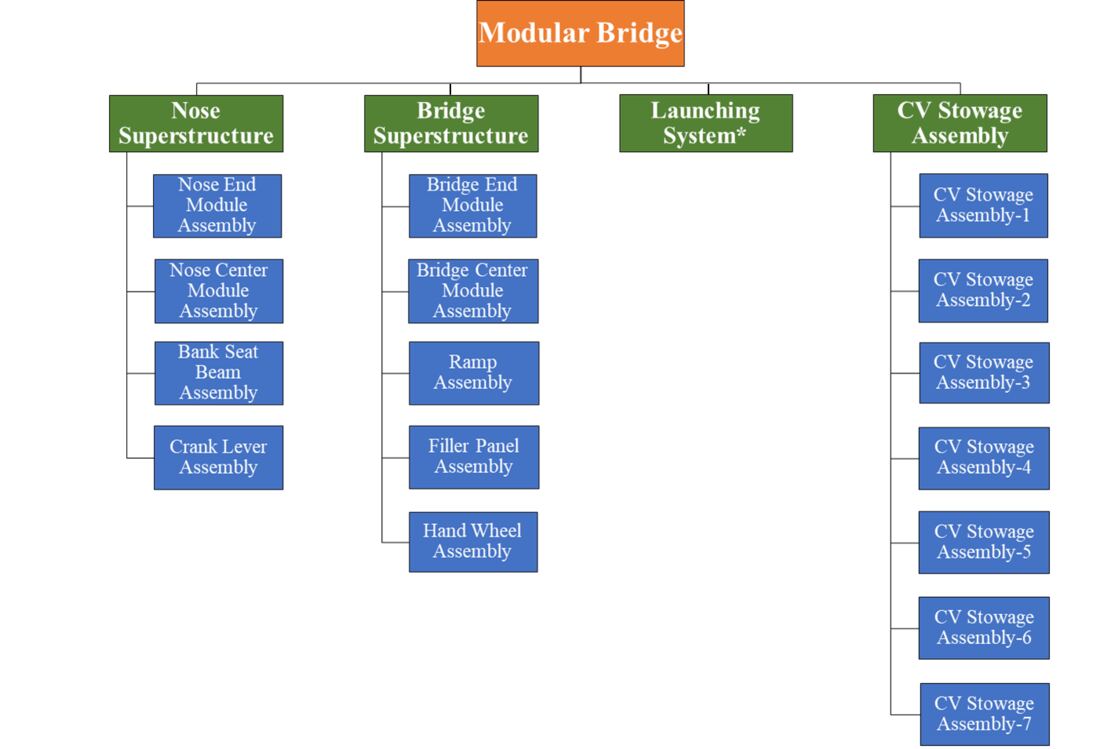 Modular Bridge
Nose
Superstructure
Nose End
Module
Assembly
Nose Center
Module
Assembly
Bank Seat
Beam
Assembly
Crank Lever
Assembly
Bridge
Superstructure
Bridge End
Module
Assembly
Bridge Center
Module
Assembly
Ramp
Assembly
Filler Panel
Assembly
Hand Wheel
Assembly
Launching
System*
CV Stowage
Assembly
CV Stowage
Assembly-1
CV Stowage
Assembly-2
CV Stowage
Assembly-3
CV Stowage
Assembly-4
CV Stowage
Assembly-5
CV Stowage
Assembly-6
CV Stowage
Assembly-7